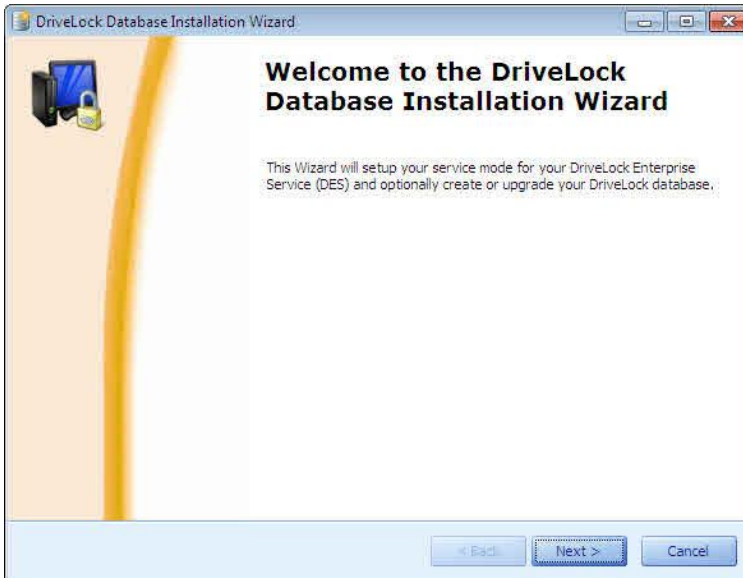 DriveLock Database Installation Wizard
Welcome to the DriveLock
Database Installation Wizard
This Wizard will setup your service mode for your DriveLock Enterprise
Service (DES) and optionally create or upgrade your DriveLock database.
< Back
Next >
Cancel